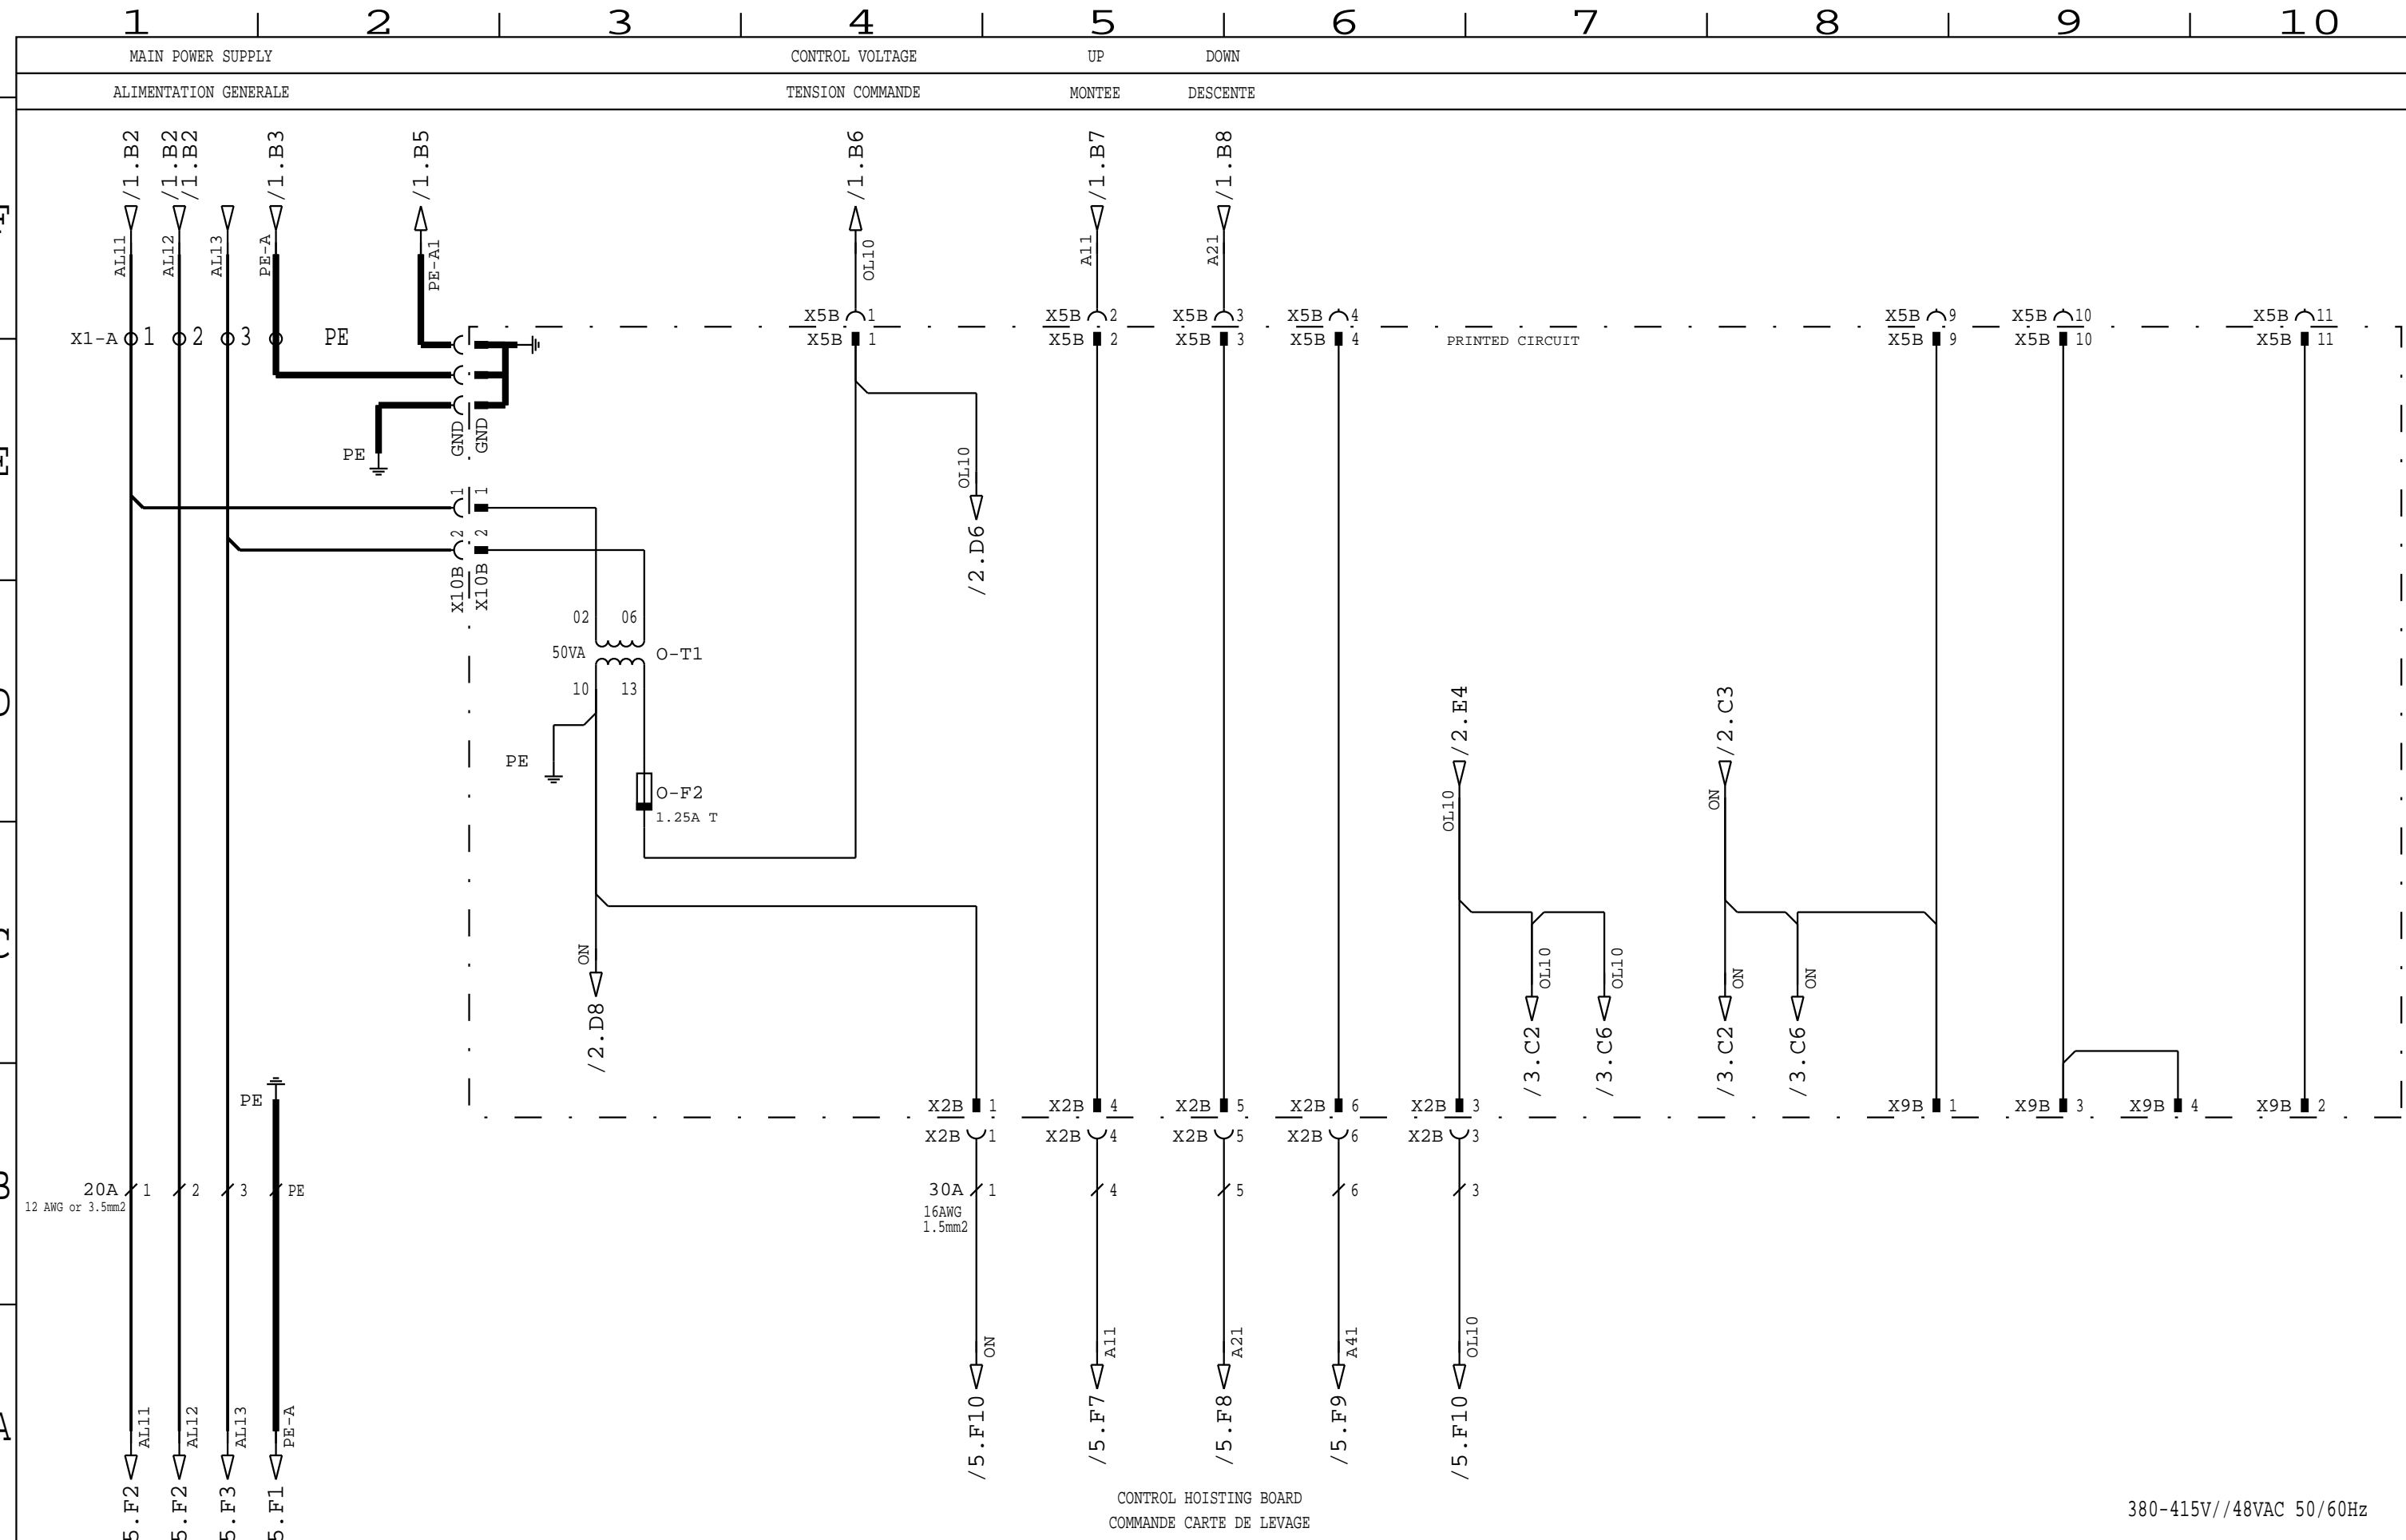 1 2 3 4 5 6 7 8 9 10
MAIN POWER SUPPLY CONTROL VOLTAGE UP DOWN
ALIMENTATION GENERALE TENSION COMMANDE MONTEE DESCENTE
/1.B2 /1.B2 /1.B2 /1.B3 /1.B5 /1.B6 /1.B7 /1.B8
AL11 AL12 AL13 PE-A PE-A1 OL10 A11 A21
X5B 1 X5B 2 X5B 3 X5B 4 X5B 9 X5B 10 X5B 11
X1-A 1 2 3 PE X5B 1 X5B 2 X5B 3 X5B 4 PRINTED CIRCUIT X5B 9 X5B 10 X5B 11
GND GND
PE
E
OL10
/2.D6
1 1
2 2
X10B X10B
02 06
50VA O-T1
10 13
D
PE
O-F2
1.25A T
/2.E4 /2.C3
OL10 ON
C
ON OL10 OL10 ON ON
/2.D8 /3.C2 /3.C6 /3.C2 /3.C6
PE
X2B 1 X2B 4 X2B 5 X2B 6 X2B 3 X9B 1 X9B 3 X9B 4 X9B 2
X2B 1 X2B 4 X2B 5 X2B 6 X2B 3
B
20A 1 2 3 PE 30A 1 4 5 6 3
12 AWG or 3.5mm2
16AWG
1.5mm2
ON A11 A21 A41 OL10
/5.F10 /5.F7 /5.F8 /5.F9 /5.F10
A
AL11 AL12 AL13 PE-A
5.F2 5.F2 5.F3 5.F1
CONTROL HOISTING BOARD
COMMANDE CARTE DE LEVAGE
380-415V//48VAC 50/60Hz